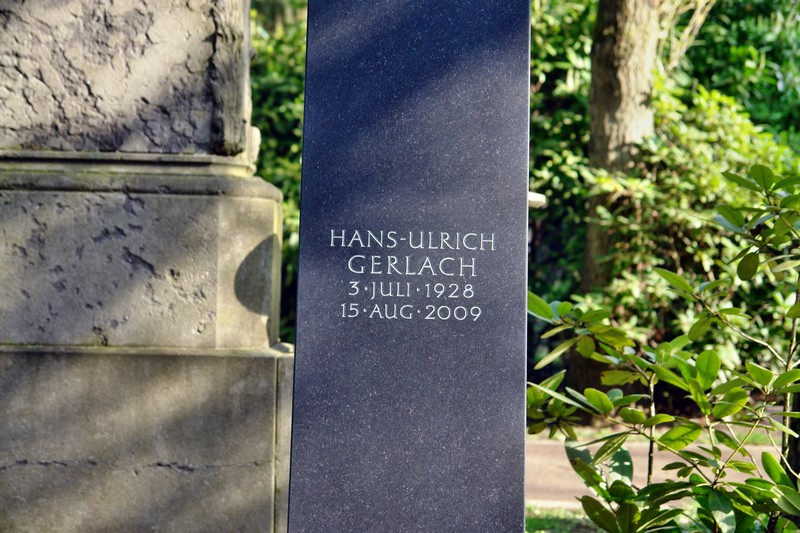 HANS-ULRICH
GERLACH
3·JULI·1928
15·AUG·2009